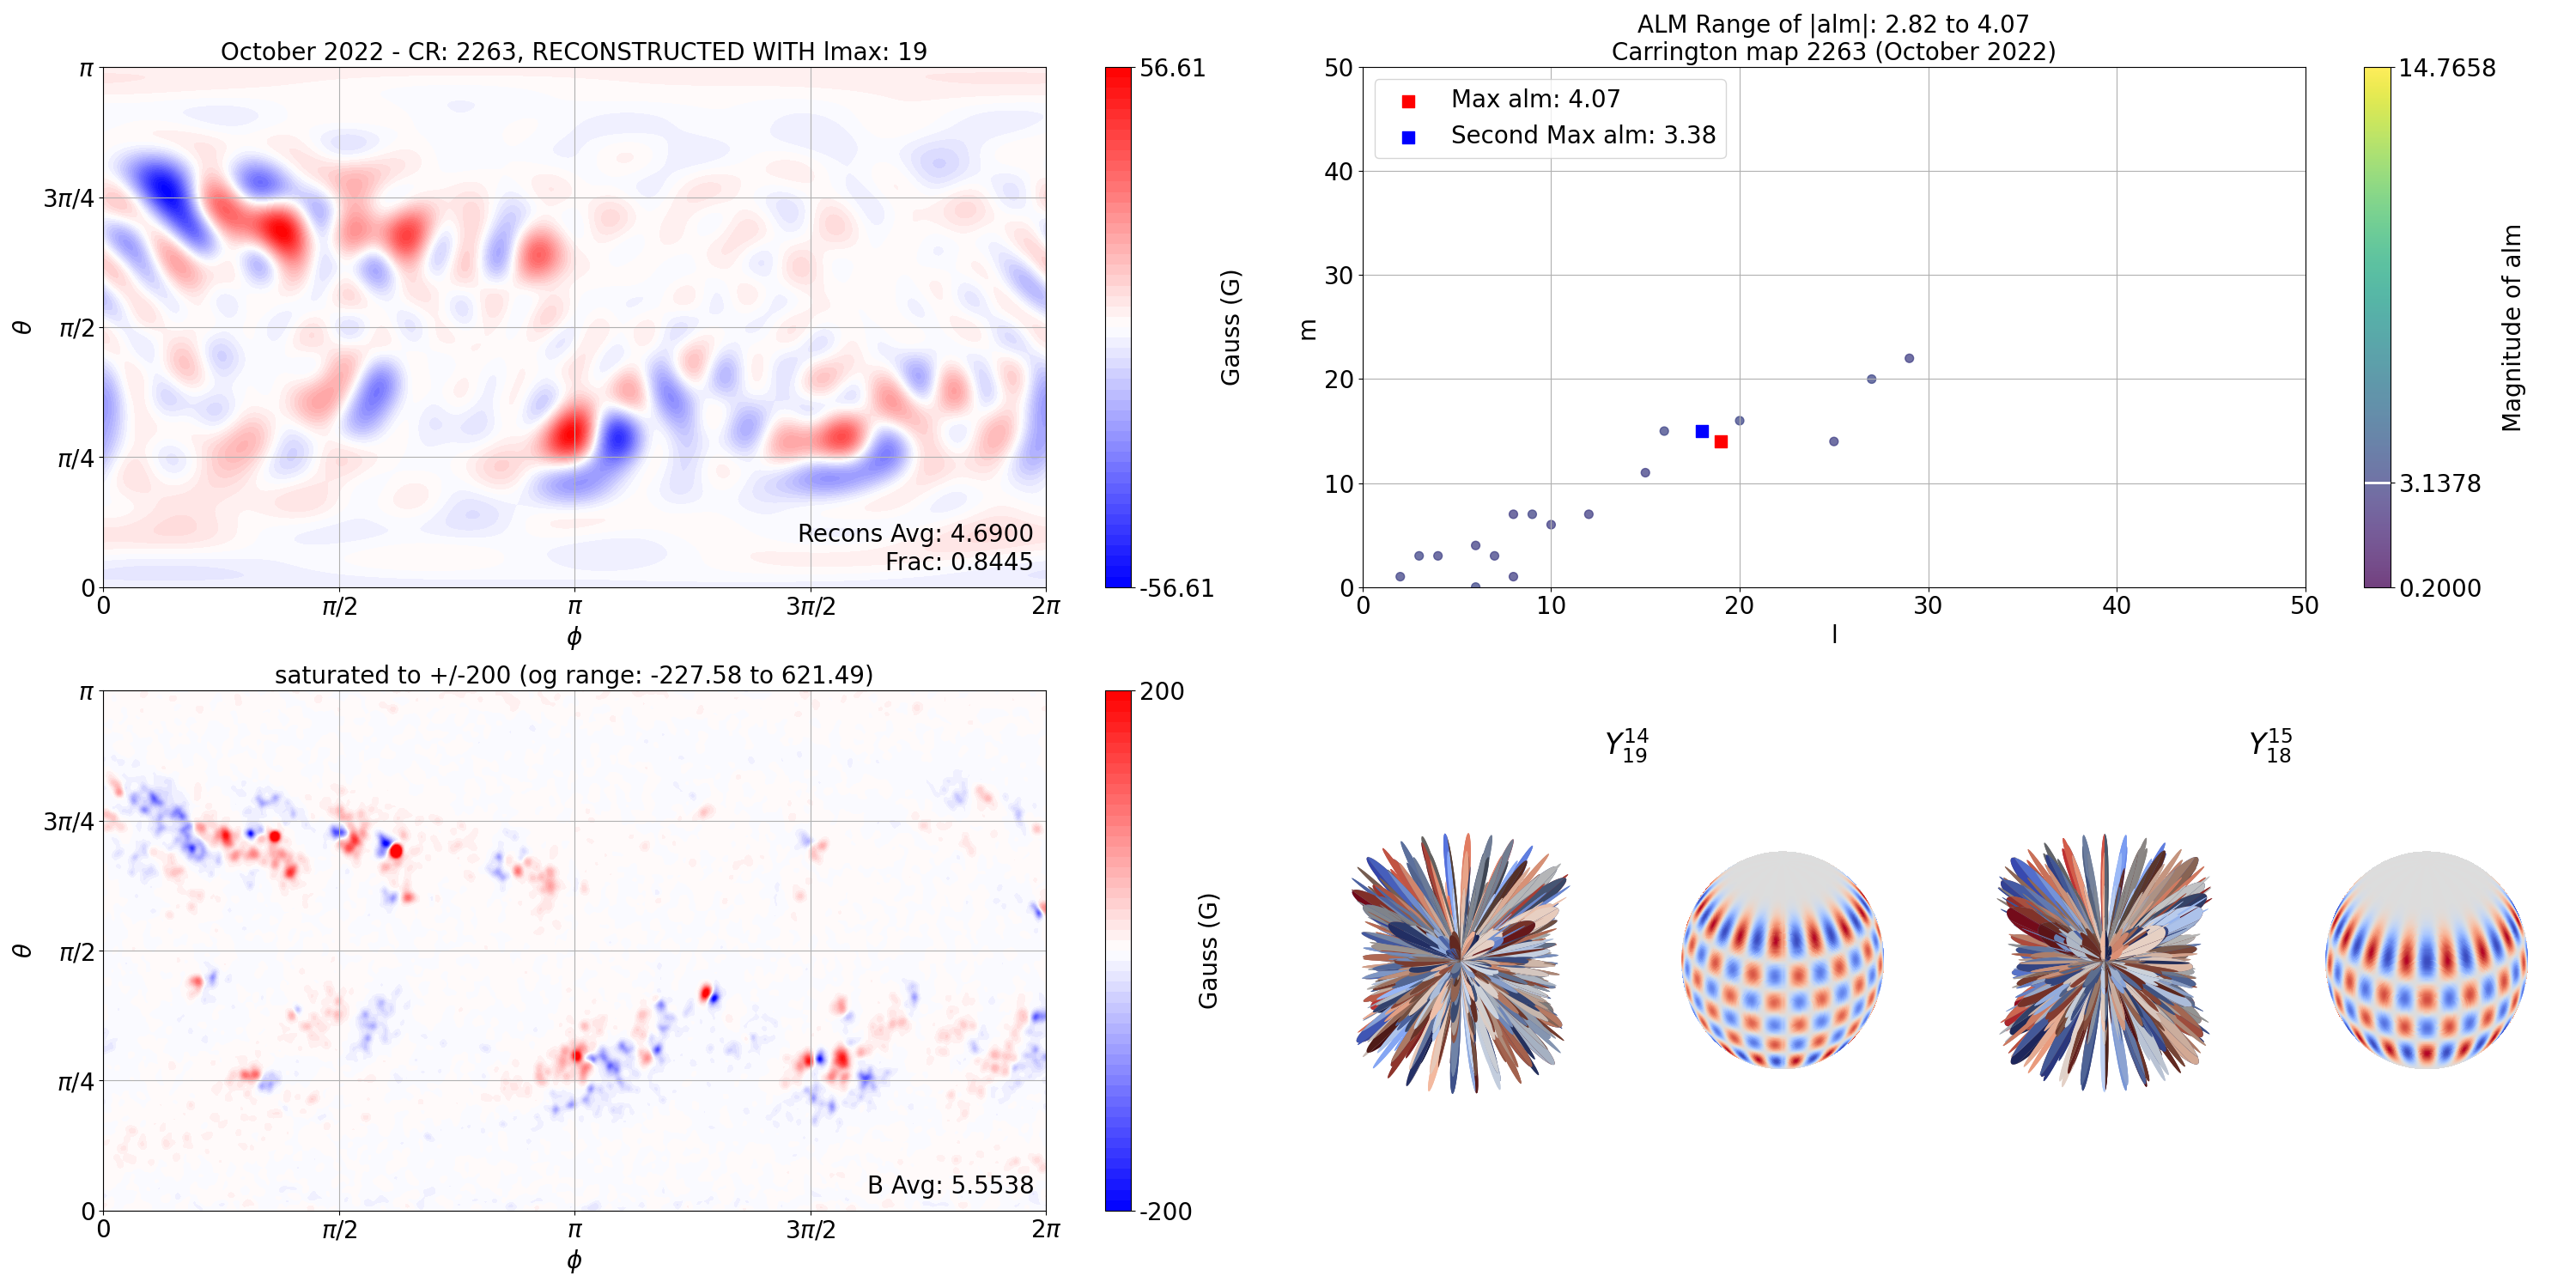 October 2022 - CR: 2263, RECONSTRUCTED WITH lmax: 19
π
3π/4
θ
π/2
π/4
0
0
π/2
π
3π/2
2π
ϕ
Recons Avg: 4.6900
Frac: 0.8445
56.61
Gauss (G)
-56.61
ALM Range of |alm|: 2.82 to 4.07
Carrington map 2263 (October 2022)
Max alm: 4.07
Second Max alm: 3.38
50
40
30
m
20
10
0
0
10
20
30
40
50
l
14.7658
Magnitude of alm
3.1378
0.2000
saturated to +/-200 (og range: -227.58 to 621.49)
π
3π/4
θ
π/2
π/4
0
0
π/2
π
3π/2
2π
ϕ
B Avg: 5.5538
200
Gauss (G)
-200
Y₁₉¹⁴
Y₁₈¹⁵